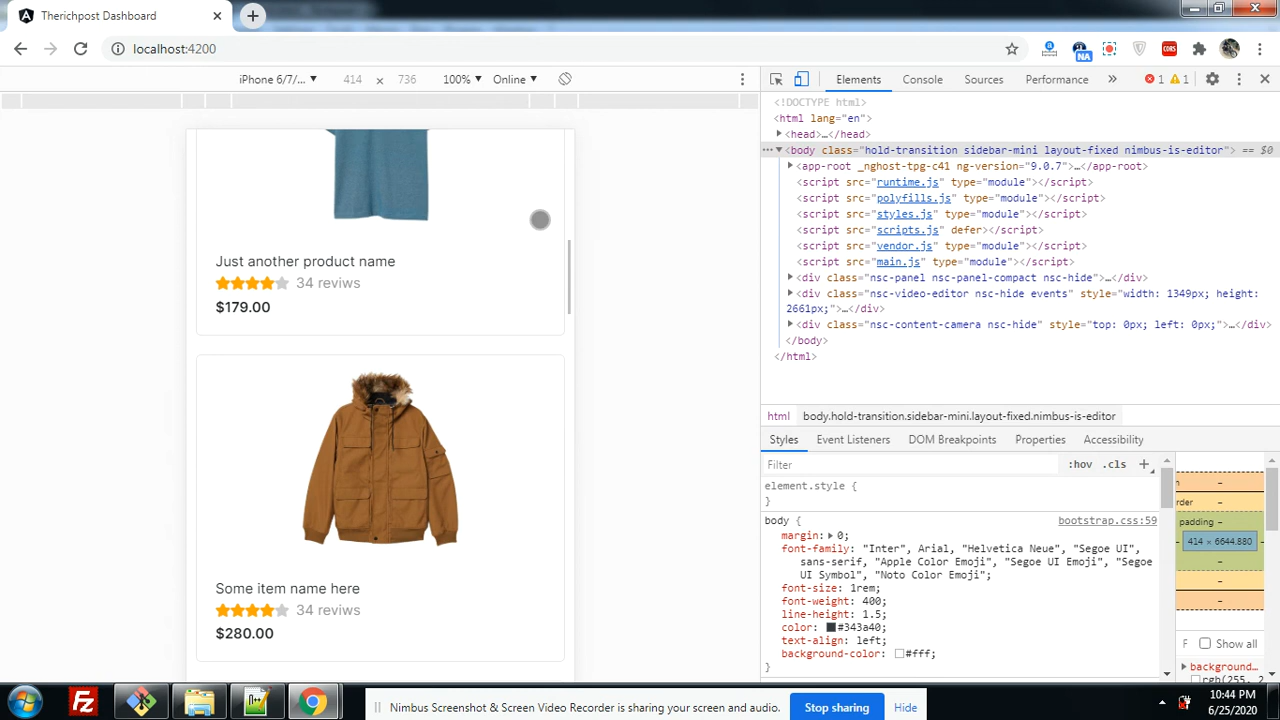 Therichpost Dashboard
localhost:4200
NA
CORS
iPhone 6/7/... ▼ 414 × 736 100% ▼ Online ▼
Elements Console Sources Performance » 1 1
<!DOCTYPE html>
<html lang="en">
<head>…</head>
<body class="hold-transition sidebar-mini layout-fixed nimbus-is-editor"> == $0
<app-root _nghost-tpg-c41 ng-version="9.0.7">…</app-root>
<script src="runtime.js" type="module"></script>
<script src="polyfills.js" type="module"></script>
<script src="styles.js" type="module"></script>
<script src="scripts.js" defer></script>
<script src="vendor.js" type="module"></script>
<script src="main.js" type="module"></script>
<div class="nsc-panel nsc-panel-compact nsc-hide">…</div>
<div class="nsc-video-editor nsc-hide events" style="width: 1349px; height:
2661px;">…</div>
<div class="nsc-content-camera nsc-hide" style="top: 0px; left: 0px;">…</div>
</body>
</html>
html body.hold-transition.sidebar-mini.layout-fixed.nimbus-is-editor
Styles Event Listeners DOM Breakpoints Properties Accessibility
Filter :hov .cls +
element.style {
}
body { bootstrap.css:59
margin: 0;
font-family: "Inter", Arial, "Helvetica Neue", "Segoe UI",
sans-serif, "Apple Color Emoji", "Segoe UI Emoji", "Segoe
UI Symbol", "Noto Color Emoji";
font-size: 1rem;
font-weight: 400;
line-height: 1.5;
color: #343a40;
text-align: left;
background-color: #fff;
}
padding –
414 × 6644.880
Show all
background...
Just another product name
34 reviws
$179.00
Some item name here
34 reviws
$280.00
Nimbus Screenshot & Screen Video Recorder is sharing your screen and audio. Stop sharing Hide
10:44 PM
6/25/2020